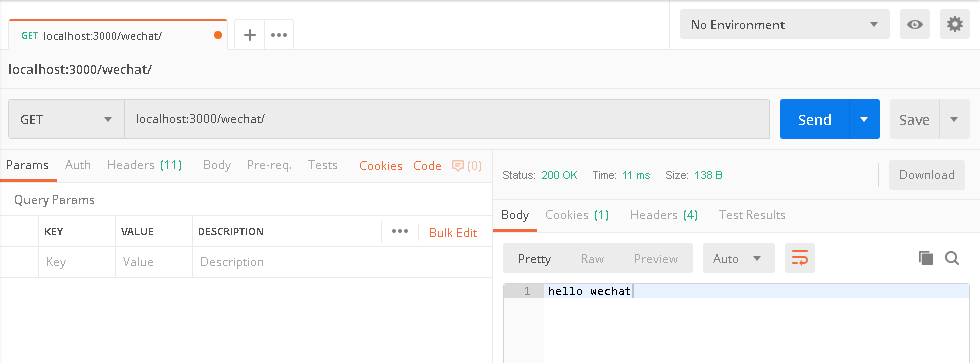 GET localhost:3000/wechat/
No Environment
localhost:3000/wechat/
GET localhost:3000/wechat/ Send Save
Params Auth Headers (11) Body Pre-req. Tests Cookies Code (0)
Status: 200 OK Time: 11 ms Size: 138 B Download
Query Params
Body Cookies (1) Headers (4) Test Results
KEY VALUE DESCRIPTION ••• Bulk Edit
Key Value Description
Pretty Raw Preview Auto
1 hello wechat